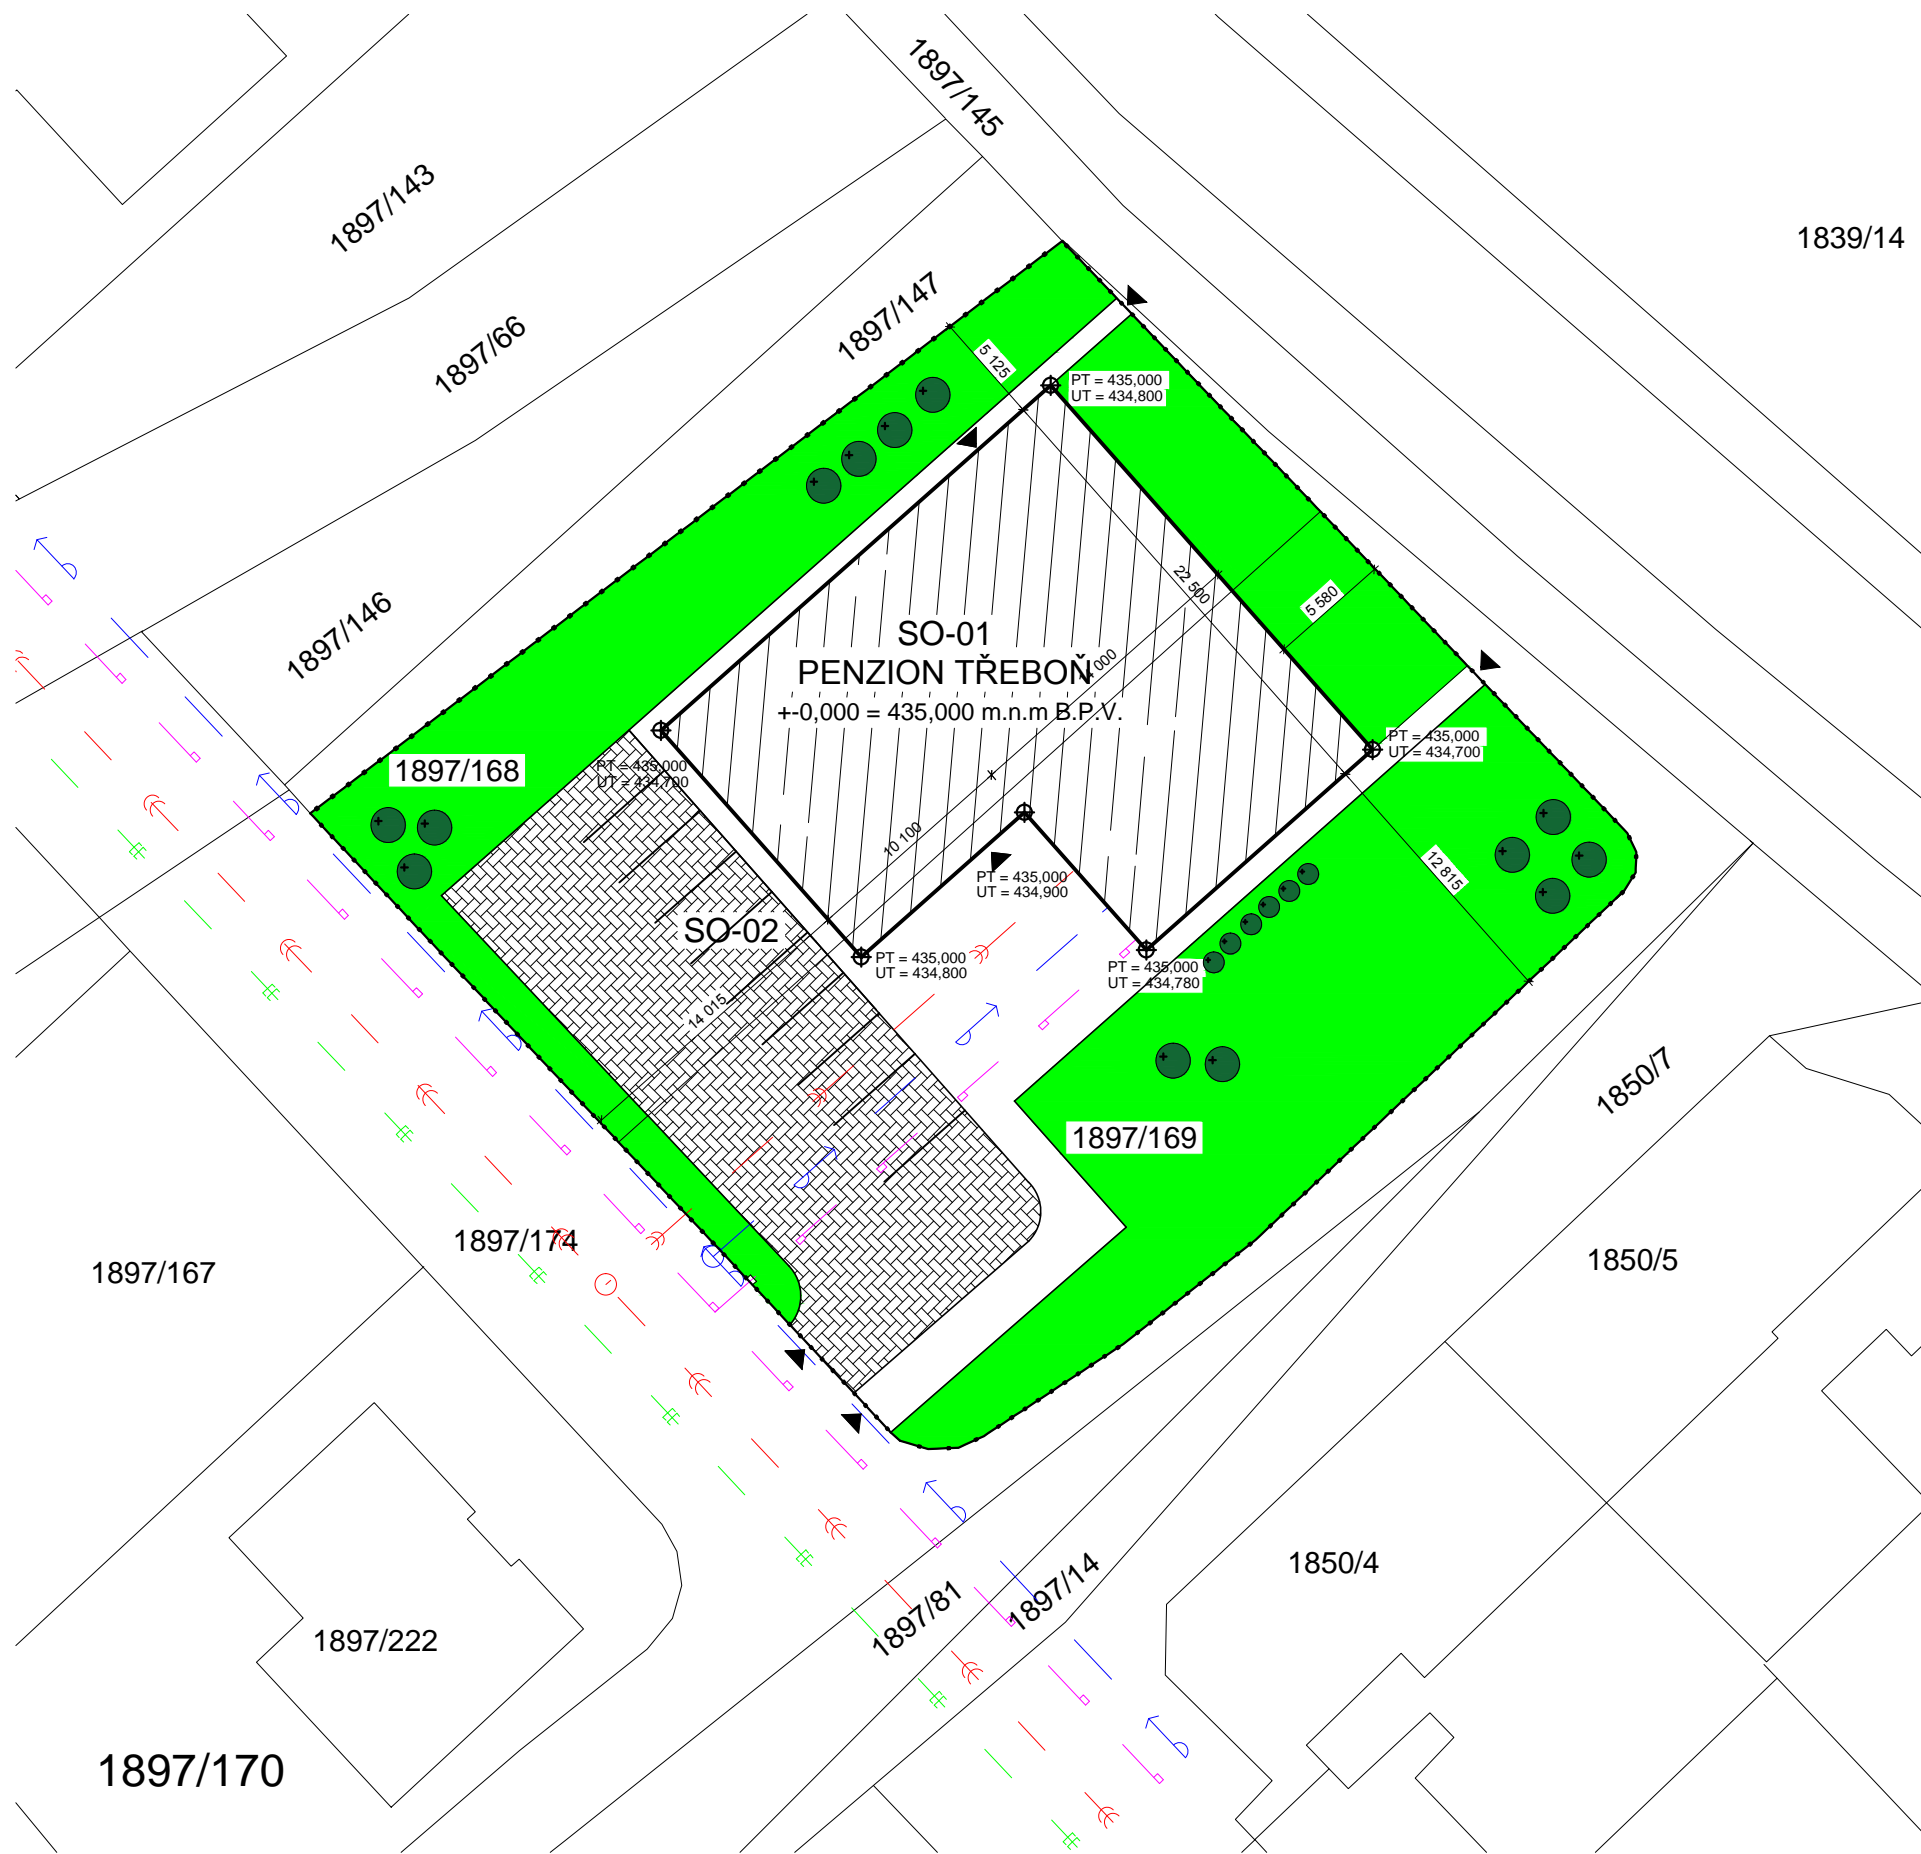 1897/145
1897/143
1839/14
1897/147
1897/66
5 125
PT = 435,000
UT = 434,800
22 500
5 580
1897/146
SO-01
PENZION TŘEBOŇ
+-0,000 = 435,000 m.n.m B.P.V.
000
PT = 435,000
UT = 434,700
1897/168
PT = 435,000
UT = 434,700
10 100
12 815
PT = 435,000
UT = 434,900
SO-02
PT = 435,000
UT = 434,800
PT = 435,000
UT = 434,780
14 015
1850/7
1897/169
1897/174
1897/167
1850/5
1850/4
1897/14
1897/81
1897/222
1897/170